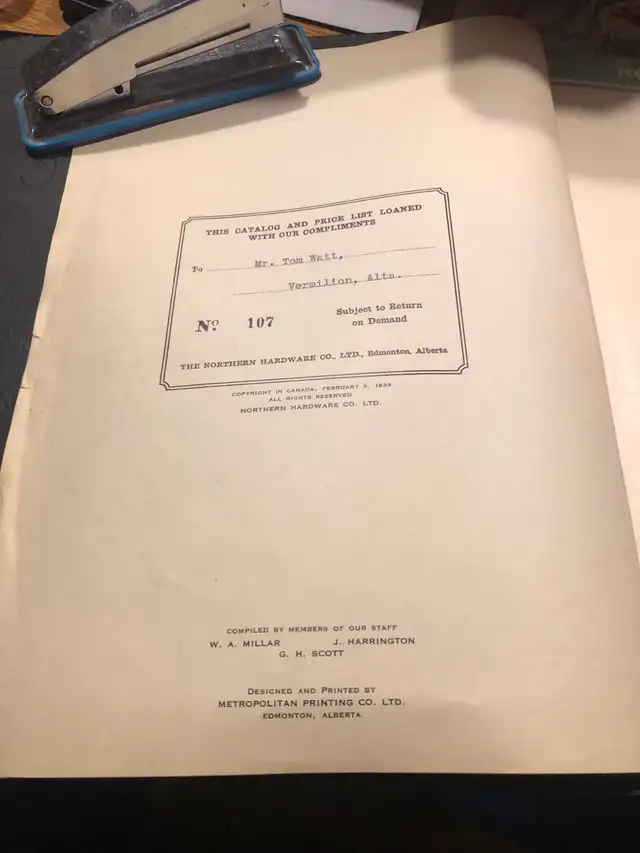 THIS CATALOG AND PRICE LIST LOANED
WITH OUR COMPLIMENTS
To Mr. Tom Watt,
Vermilion, Alta.
No. 107
Subject to Return
on Demand
THE NORTHERN HARDWARE CO., LTD., Edmonton, Alberta
COPYRIGHT IN CANADA, FEBRUARY 3, 1939
ALL RIGHTS RESERVED
NORTHERN HARDWARE CO. LTD.
COMPILED BY MEMBERS OF OUR STAFF
W. A. MILLAR J. HARRINGTON
G. H. SCOTT
DESIGNED AND PRINTED BY
METROPOLITAN PRINTING CO. LTD.
EDMONTON, ALBERTA